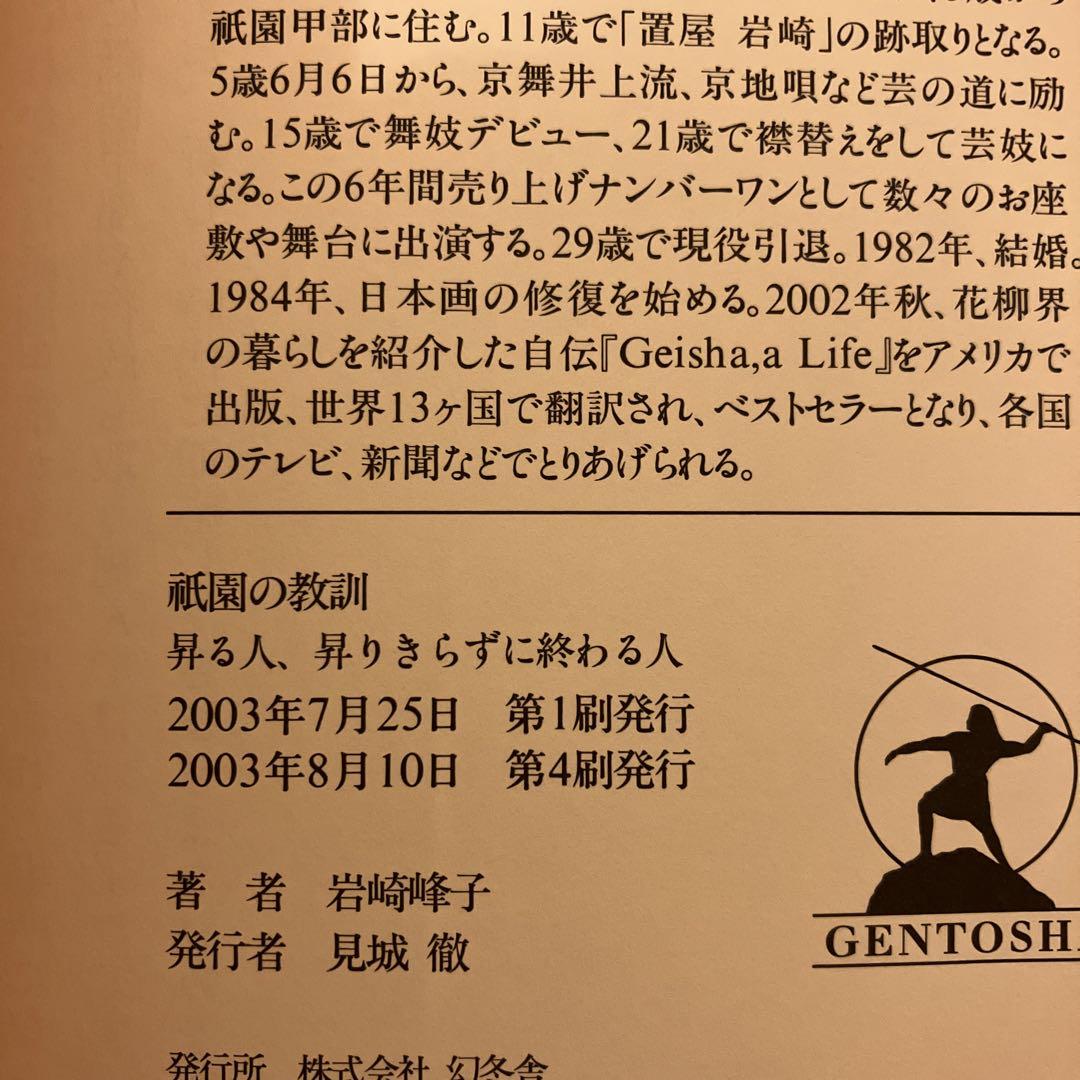 祇園甲部に住む。11歳で「置屋 岩崎」の跡取りとなる。
5歳6月6日から、京舞井上流、京地唄など芸の道に励
む。15歳で舞妓デビュー、21歳で襟替えをして芸妓に
なる。この6年間売り上げナンバーワンとして数々のお座
敷や舞台に出演する。29歳で現役引退。1982年、結婚。
1984年、日本画の修復を始める。2002年秋、花柳界
の暮らしを紹介した自伝『Geisha,a Life』をアメリカで
出版、世界13ヶ国で翻訳され、ベストセラーとなり、各国
のテレビ、新聞などでとりあげられる。
祇園の教訓
昇る人、昇りきらずに終わる人
2003年7月25日　第1刷発行
2003年8月10日　第4刷発行
著　者　岩崎峰子
発行者　見城 徹
GENTOSHA
発行所　株式会社 幻冬舎